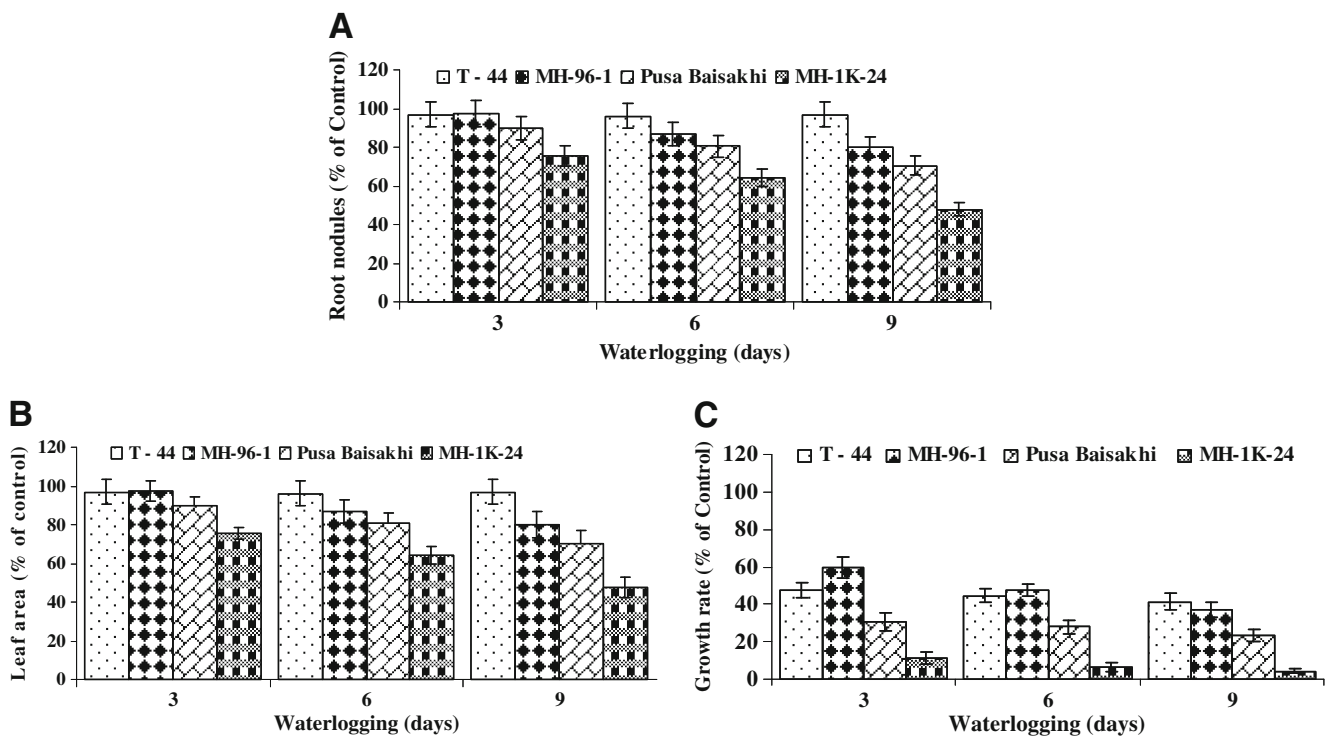 A
Root nodules (% of Control)
120
100
80
60
40
20
0
T - 44 MH-96-1 Pusa Baisakhi MH-1K-24
3 6 9
Waterlogging (days)
B
Leaf area (% of control)
120
100
80
60
40
20
0
T - 44 MH-96-1 Pusa Baisakhi MH-1K-24
3 6 9
Waterlogging (days)
C
Growth rate (% of Control)
120
100
80
60
40
20
0
T - 44 MH-96-1 Pusa Baisakhi MH-1K-24
3 6 9
Waterlogging (days)